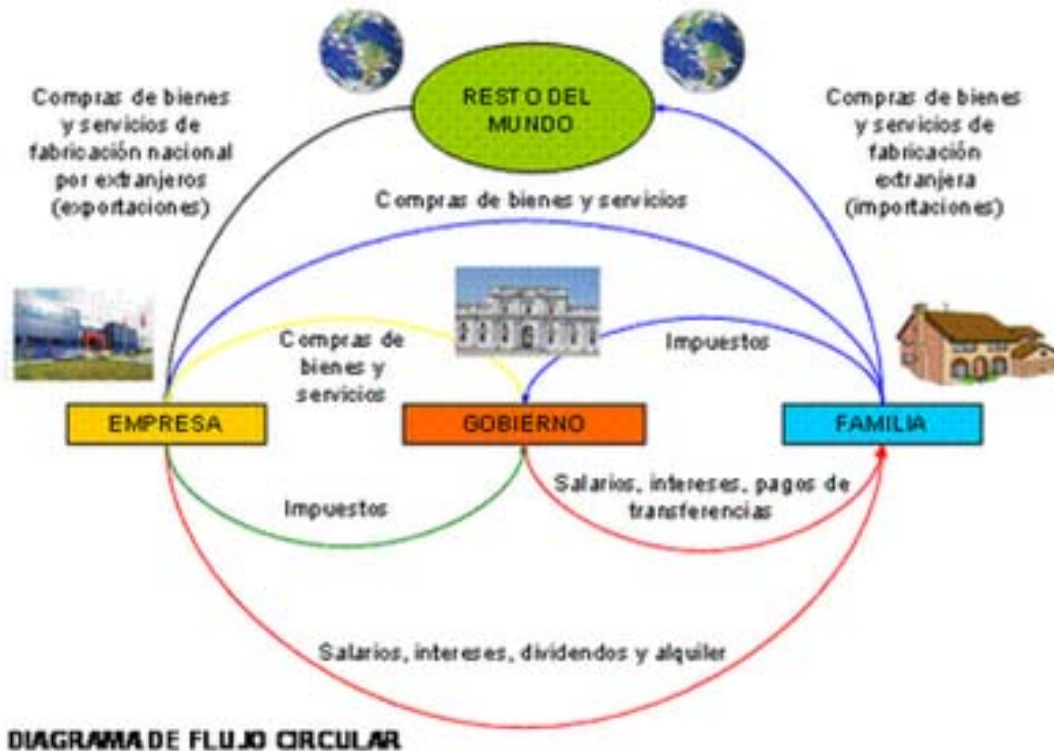 RESTO DEL
MUNDO
Compras de bienes
y servicios de
fabricación nacional
por extranjeros
(exportaciones)
Compras de bienes
y servicios de
fabricación
extranjera
(importaciones)
Compras de bienes y servicios
Compras de
bienes y
servicios
Impuestos
EMPRESA
GOBIERNO
FAMILIA
Impuestos
Salarios, intereses, pagos de
transferencias
Salarios, intereses, dividendos y alquiler
DIAGRAMA DE FLUJO CIRCULAR